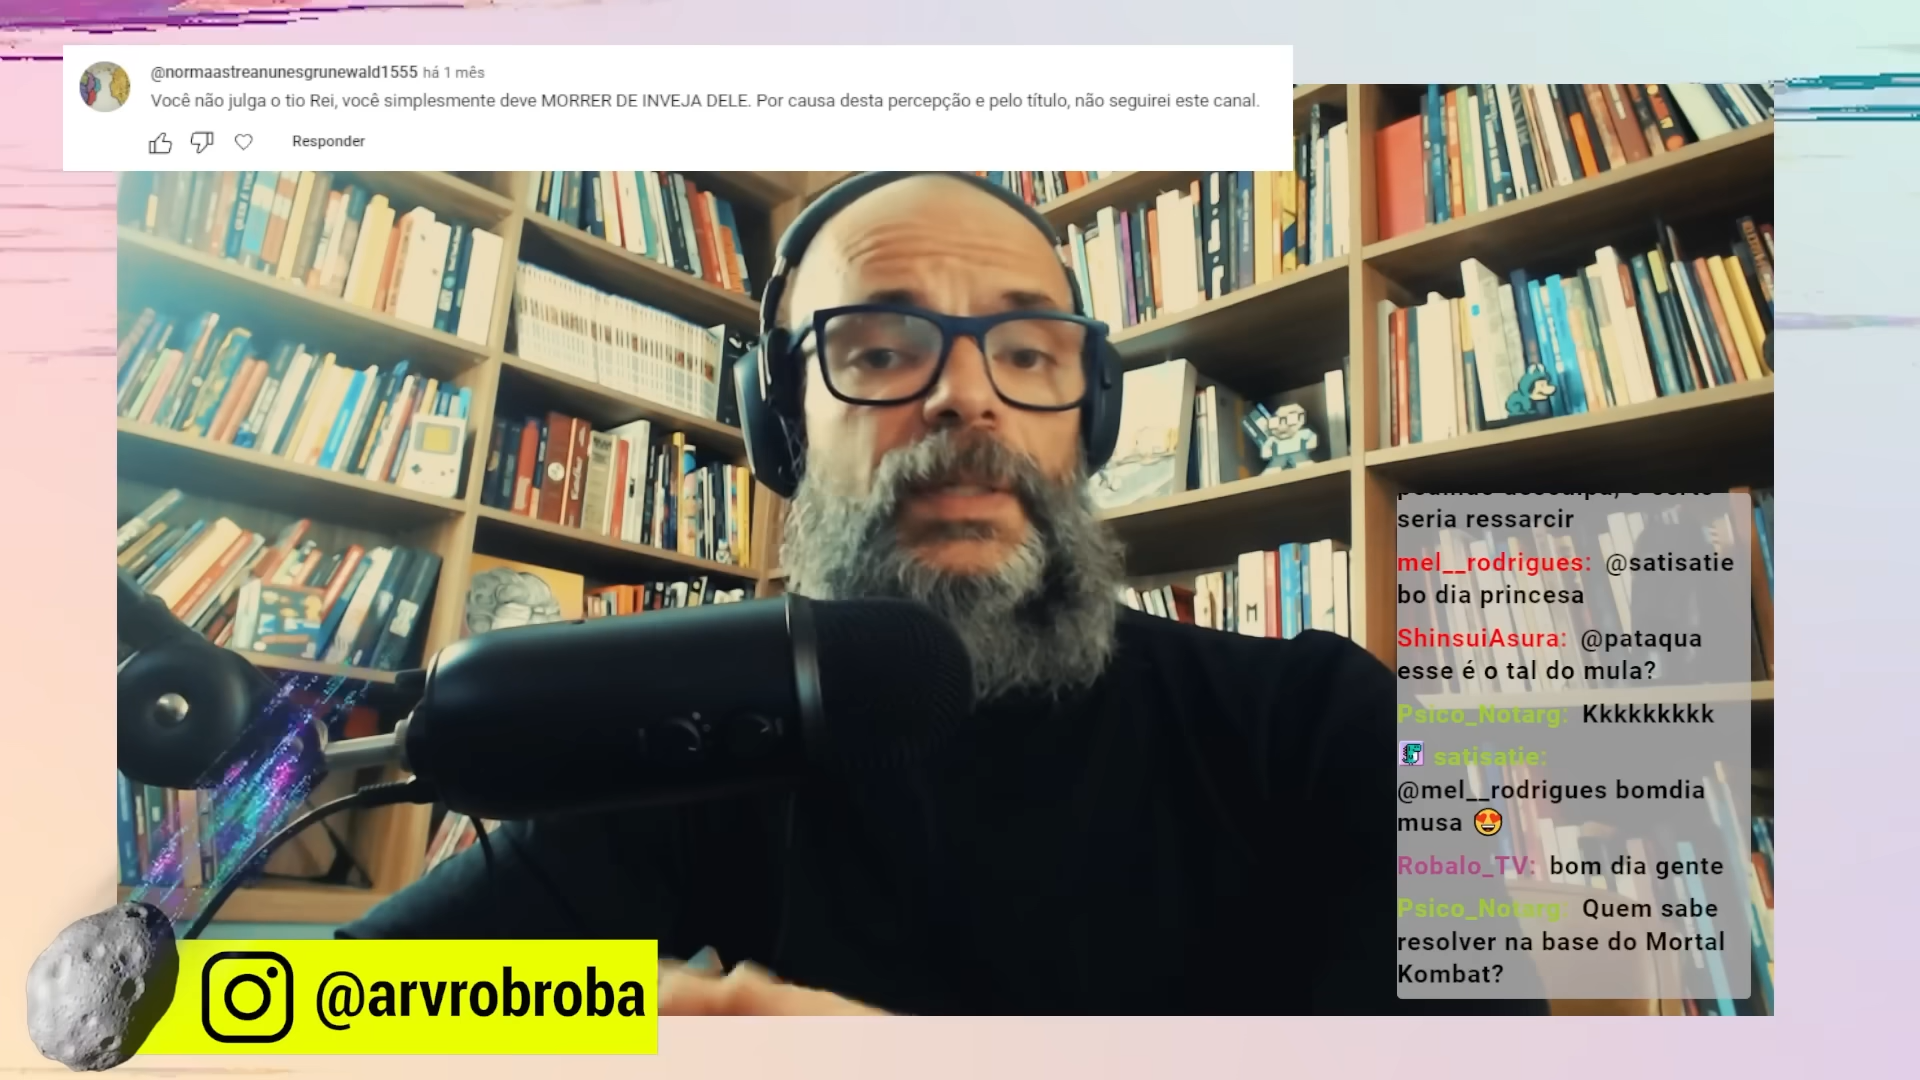 @normaastreanunesgrunewald1555 há 1 mês
Você não julga o tio Rei, você simplesmente deve MORRER DE INVEJA DELE. Por causa desta percepção e pelo título, não seguirei este canal.
Responder
seria ressarcir
mel__rodrigues: @satisatie
bo dia princesa
ShinsuiAsura: @pataqua
esse é o tal do mula?
Psico_Notarg: Kkkkkkkkk
satisatie:
@mel__rodrigues bomdia
musa 😍
Robalo_TV: bom dia gente
Psico_Notarg: Quem sabe
resolver na base do Mortal
Kombat?
@arvrobroba